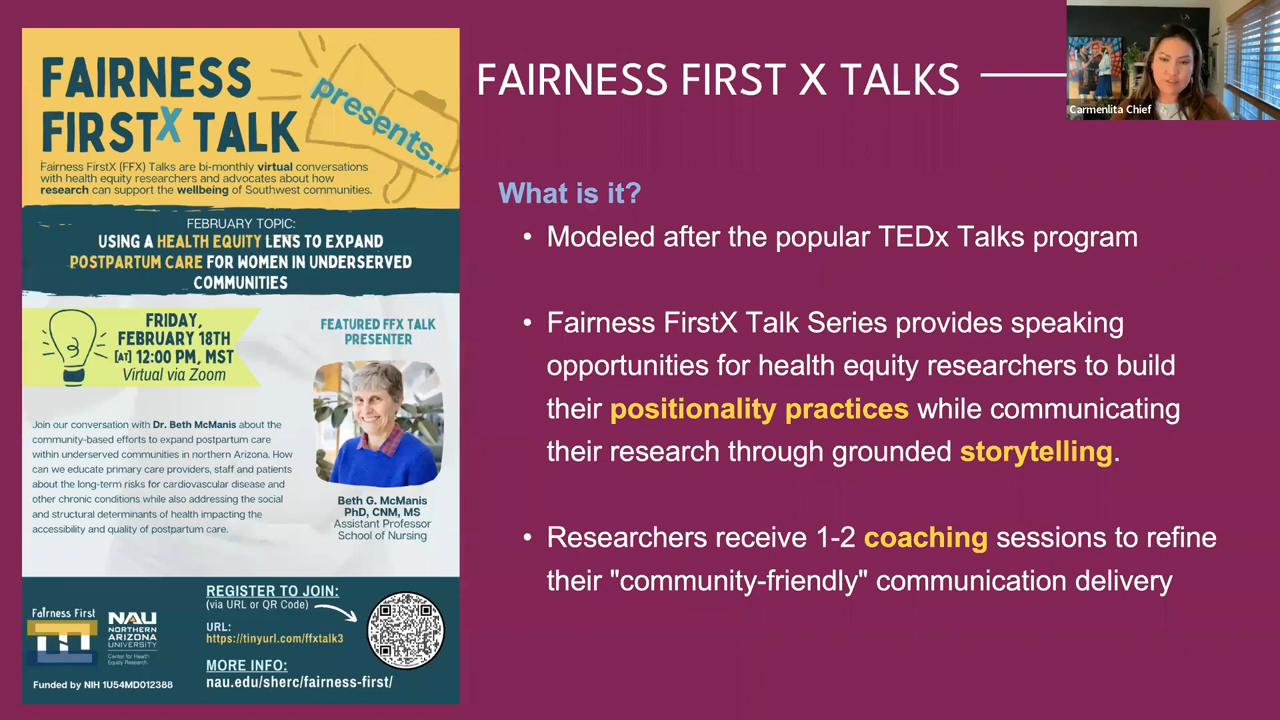 FAIRNESS
FIRSTX TALK
presents...
Fairness FirstX (FFX) Talks are bi-monthly virtual conversations
with health equity researchers and advocates about how
research can support the wellbeing of Southwest communities.
FEBRUARY TOPIC:
USING A HEALTH EQUITY LENS TO EXPAND
POSTPARTUM CARE FOR WOMEN IN UNDERSERVED
COMMUNITIES
FRIDAY,
FEBRUARY 18TH
[AT] 12:00 PM, MST
Virtual via Zoom
FEATURED FFX TALK
PRESENTER
Join our conversation with Dr. Beth McManis about the
community-based efforts to expand postpartum care
within underserved communities in northern Arizona. How
can we educate primary care providers, staff and patients
about the long-term risks for cardiovascular disease and
other chronic conditions while also addressing the social
and structural determinants of health impacting the
accessibility and quality of postpartum care.
Beth G. McManis
PhD, CNM, MS
Assistant Professor
School of Nursing
Fairness First
NAU
NORTHERN
ARIZONA
UNIVERSITY
Center for Health
Equity Research
Funded by NIH 1U54MD012388
REGISTER TO JOIN:
(via URL or QR Code)
URL:
https://tinyurl.com/ffxtalk3
MORE INFO:
nau.edu/sherc/fairness-first/
FAIRNESS FIRST X TALKS
What is it?
• Modeled after the popular TEDx Talks program
• Fairness FirstX Talk Series provides speaking
opportunities for health equity researchers to build
their positionality practices while communicating
their research through grounded storytelling.
• Researchers receive 1-2 coaching sessions to refine
their "community-friendly" communication delivery
Carmenlita Chief